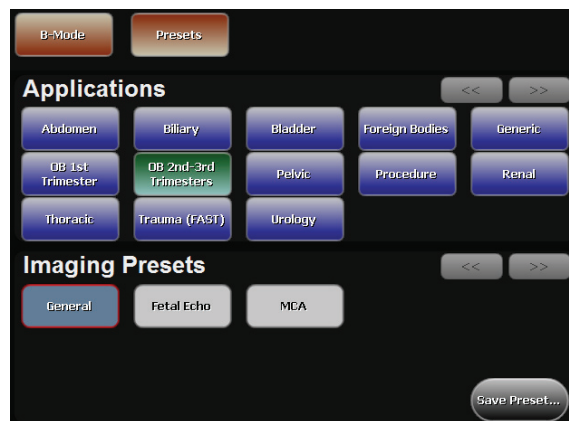 B-Mode Presets
Applications << >>
Abdomen Biliary Bladder Foreign Bodies Generic
OB 1st Trimester OB 2nd-3rd Trimesters Pelvic Procedure Renal
Thoracic Trauma (FAST) Urology
Imaging Presets << >>
General Fetal Echo MCA
Save Preset...